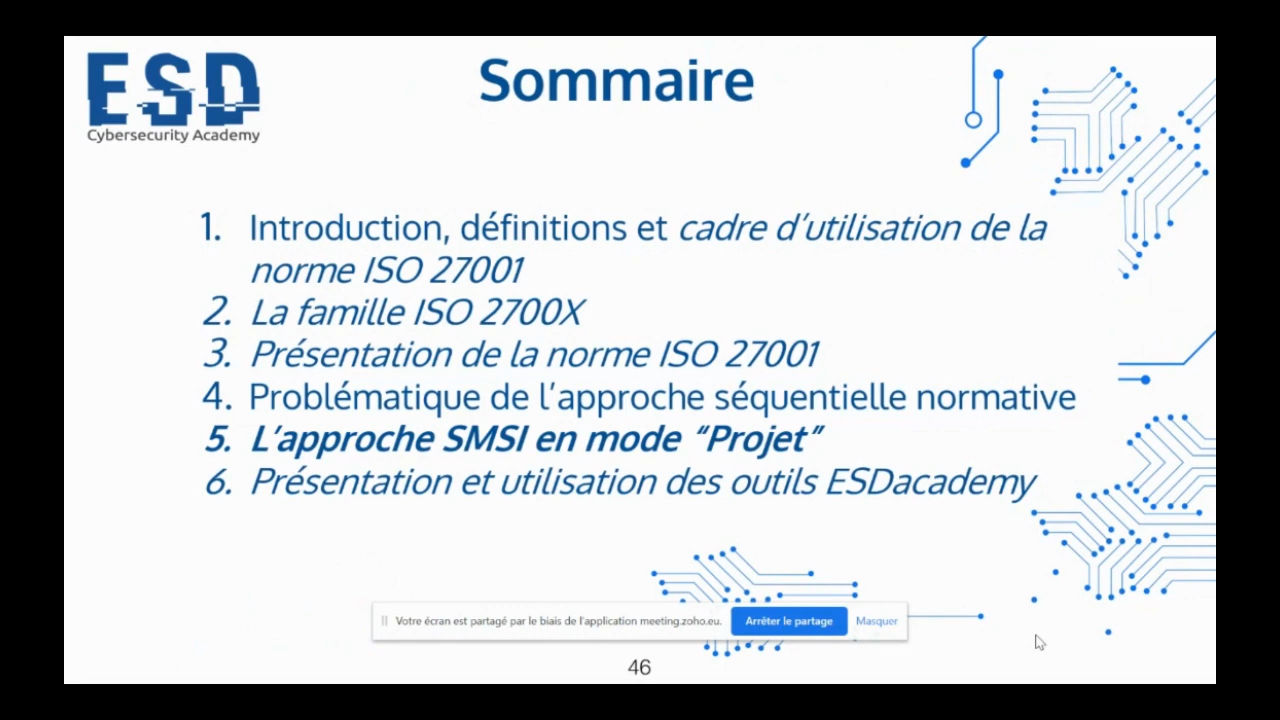 ESD
Cybersecurity Academy
Sommaire
1. Introduction, définitions et cadre d’utilisation de la
norme ISO 27001
2. La famille ISO 2700X
3. Présentation de la norme ISO 27001
4. Problématique de l’approche séquentielle normative
5. L’approche SMSI en mode “Projet”
6. Présentation et utilisation des outils ESDacademy
Votre écran est partagé par le biais de l'application meeting.zoho.eu.
Arrêter le partage
Masquer
46